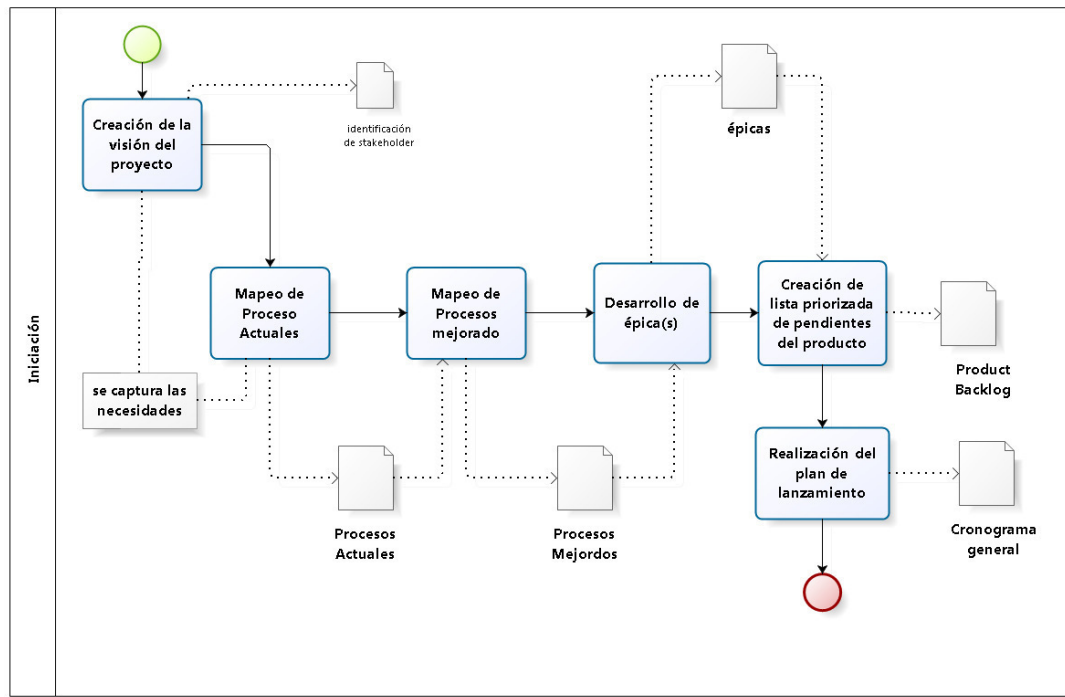 Iniciación
Creación de la
visión del
proyecto
identificación
de stakeholder
épicas
Mapeo de
Proceso
Actuales
Mapeo de
Procesos
mejorado
Desarrollo de
épica(s)
Creación de
lista priorizada
de pendientes
del producto
Product
Backlog
se captura las
necesidades
Realización del
plan de
lanzamiento
Procesos
Actuales
Procesos
Mejordos
Cronograma
general